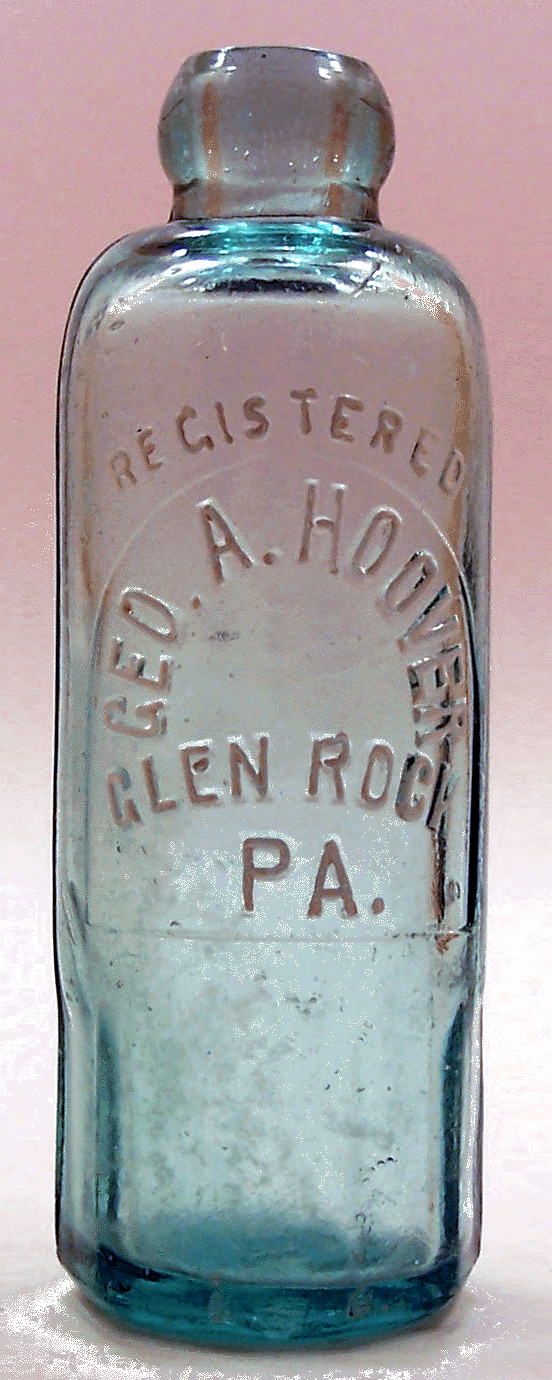 REGISTERED
GEO. A. HOOVER
GLEN ROCK
PA.